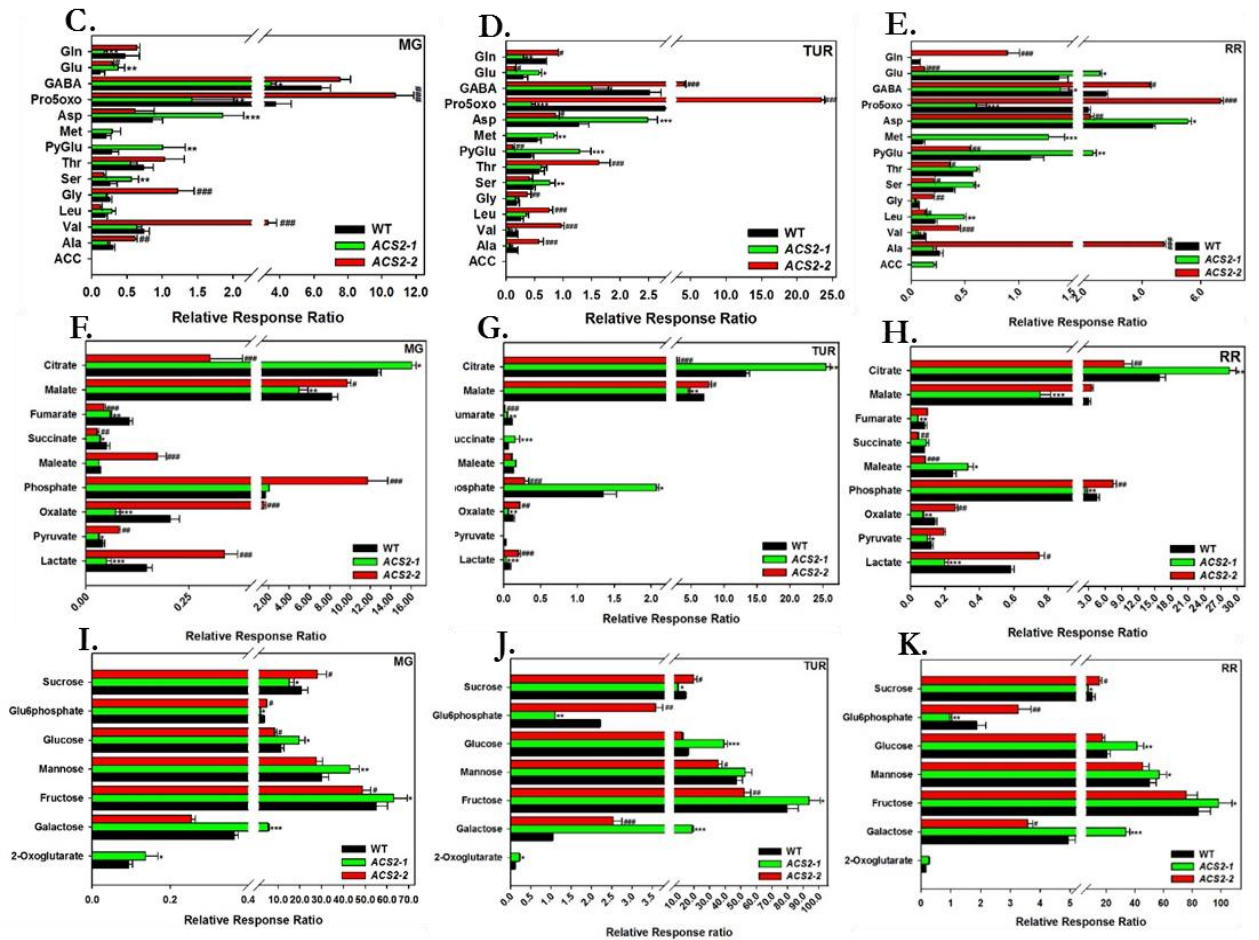 C.
MG
Gln
Glu
GABA
Pro5oxo
Asp
Met
PyGlu
Thr
Ser
Gly
Leu
Val
Ala
ACC
WT
ACS2-1
ACS2-2
0.0 0.5 1.0 1.5 2.0 4.0 6.0 8.0 10.0 12.0
Relative Response Ratio
D.
TUR
Gln
Glu
GABA
Pro5oxo
Asp
Met
PyGlu
Thr
Ser
Gly
Leu
Val
Ala
ACC
WT
ACS2-1
ACS2-2
0.0 0.5 1.0 1.5 2.0 2.5 5.0 10.0 15.0 20.0 25.0
Relative Response Ratio
E.
RR
Gln
Glu
GABA
Pro5oxo
Asp
Met
PyGlu
Thr
Ser
Gly
Leu
Val
Ala
ACC
WT
ACS2-1
ACS2-2
0.0 0.5 1.0 1.5 2.0 4.0 6.0
Relative Response Ratio
F.
MG
Citrate
Malate
Fumarate
Succinate
Maleate
Phosphate
Oxalate
Pyruvate
Lactate
WT
ACS2-1
ACS2-2
0.00 0.25 2.00 4.00 6.00 8.00 10.00 12.00 14.00 16.00
Relative Response Ratio
G.
TUR
Citrate
Malate
umarate
uccinate
Maleate
osphate
Oxalate
Pyruvate
Lactate
WT
ACS2-1
ACS2-2
0.0 0.5 1.0 1.5 2.0 5.0 10.0 15.0 20.0 25.0
Relative Response Ratio
H.
RR
Citrate
Malate
Fumarate
Succinate
Maleate
Phosphate
Oxalate
Pyruvate
Lactate
WT
ACS2-1
ACS2-2
0.0 0.2 0.4 0.6 0.8 3.0 6.0 9.0 12.0 15.0 18.0 21.0 24.0 27.0 30.0
Relative Response Ratio
I.
MG
Sucrose
Glu6phosphate
Glucose
Mannose
Fructose
Galactose
2-Oxoglutarate
WT
ACS2-1
ACS2-2
0.0 0.2 0.4 10.0 20.0 30.0 40.0 50.0 60.0 70.0
Relative Response Ratio
J.
TUR
Sucrose
Glu6phosphate
Glucose
Mannose
Fructose
Galactose
2-Oxoglutarate
WT
ACS2-1
ACS2-2
0.0 0.5 1.0 1.5 2.0 2.5 3.0 3.5 10.0 20.0 30.0 40.0 50.0 60.0 70.0 80.0 90.0 100.0
Relative Response ratio
K.
RR
Sucrose
Glu6phosphate
Glucose
Mannose
Fructose
Galactose
2-Oxoglutarate
WT
ACS2-1
ACS2-2
0 1 2 3 4 5 20 40 60 80 100
Relative Response Ratio